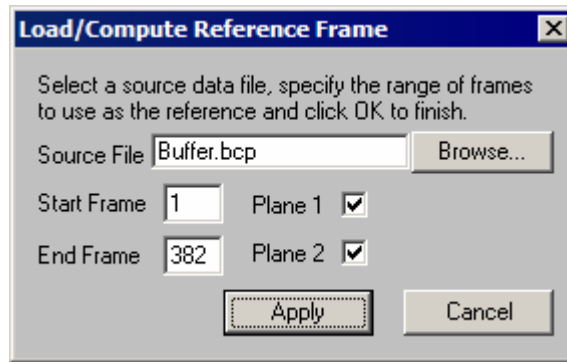 Load/Compute Reference Frame
Select a source data file, specify the range of frames
to use as the reference and click OK to finish.
Source File Buffer.bcp Browse...
Start Frame 1 Plane 1
End Frame 382 Plane 2
Apply Cancel